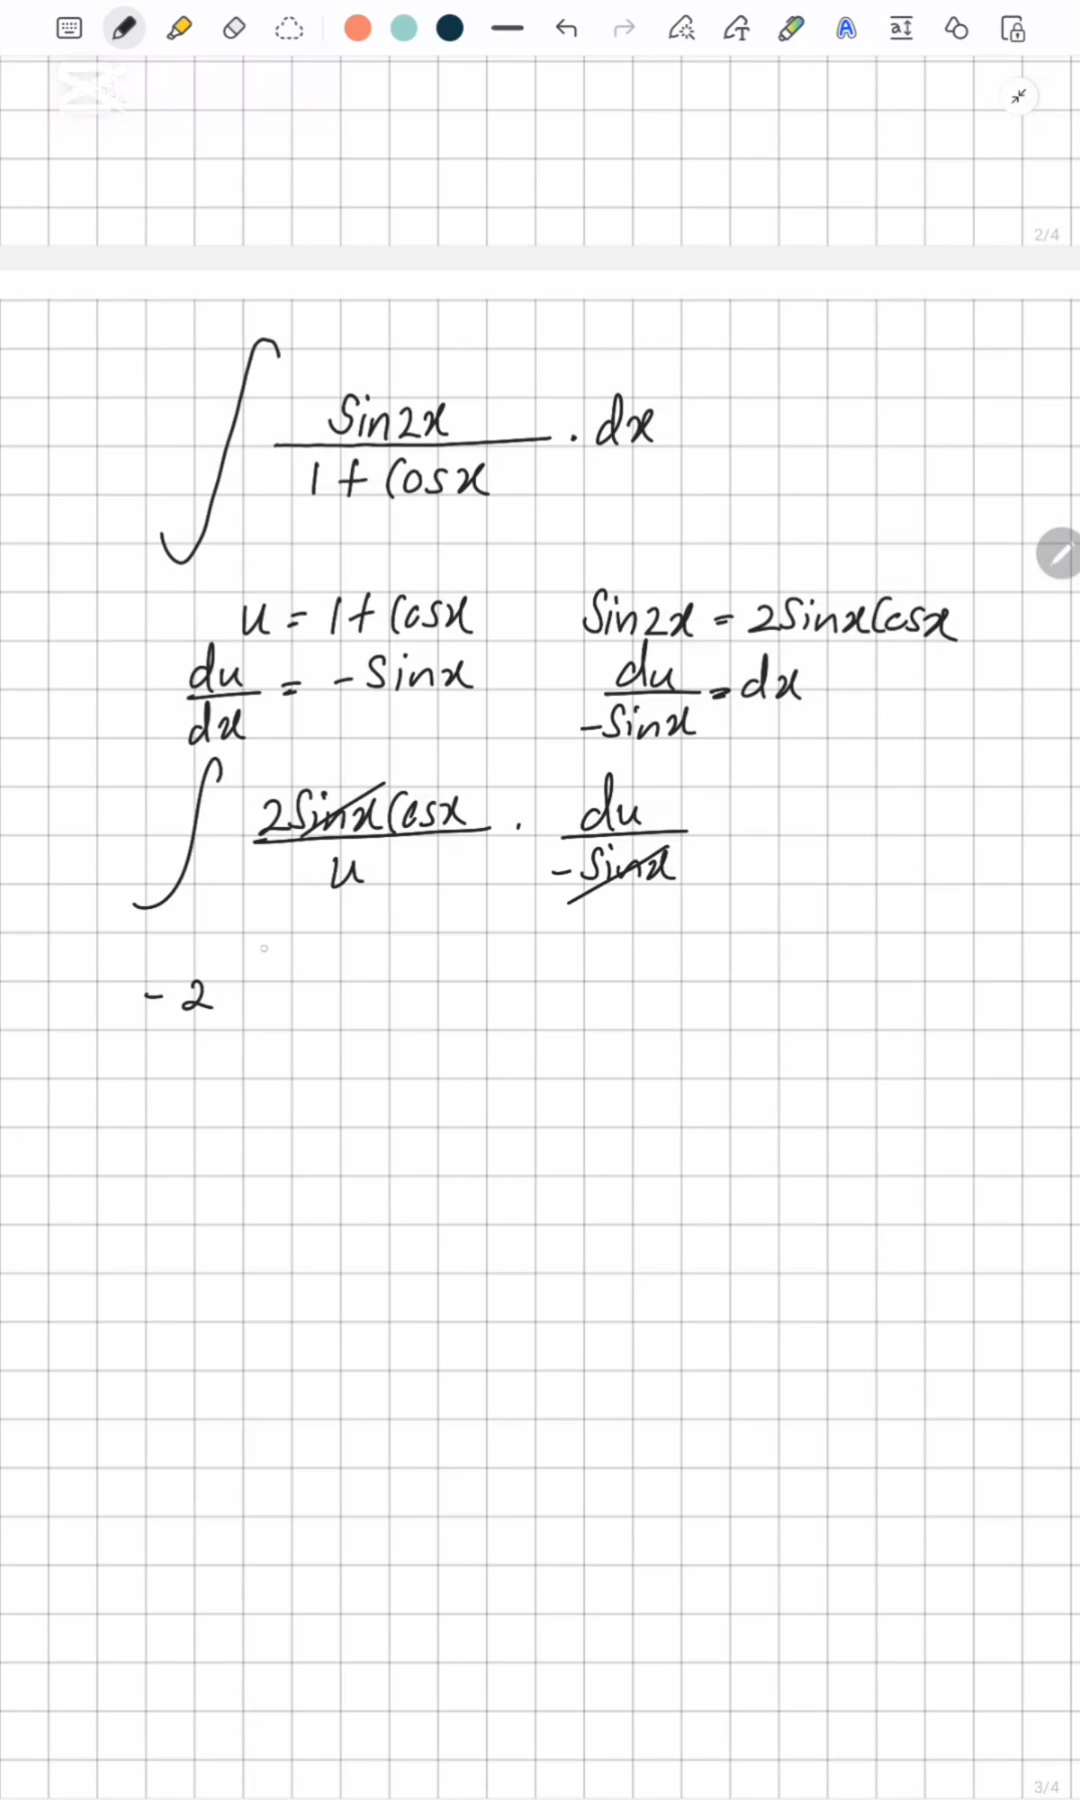 2/4
∫ Sin2x / 1 + Cosx . dx
u = 1 + Cosx    Sin2x = 2SinxCosx
du/dx = -Sinx    du/-Sinx = dx
∫ 2SinxCosx / u . du / -Sinx
- 2
3/4